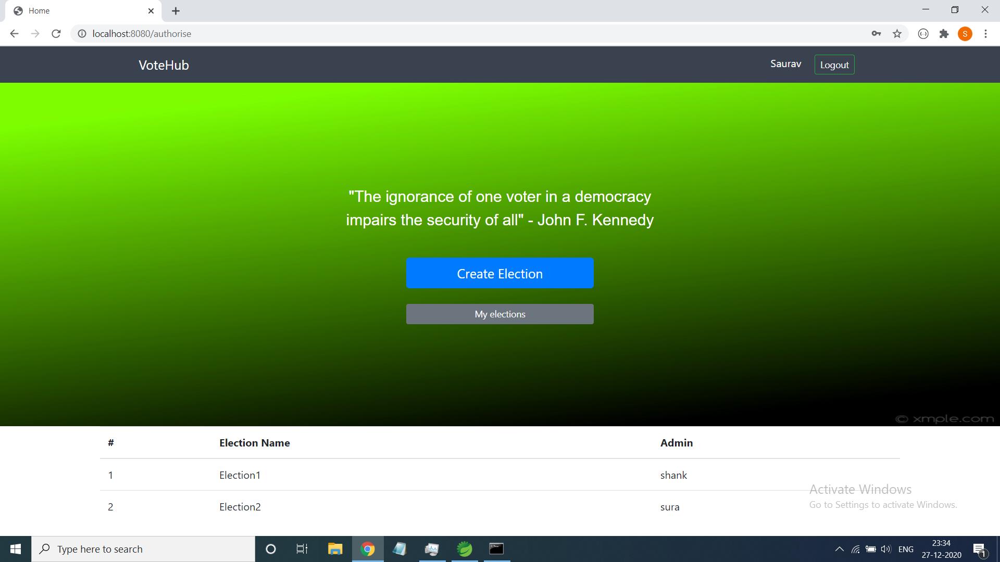 Home
localhost:8080/authorise
S
VoteHub
Saurav
Logout
"The ignorance of one voter in a democracy
impairs the security of all" - John F. Kennedy
Create Election
My elections
© xmple.com
# Election Name Admin
1 Election1 shank
2 Election2 sura
Activate Windows
Go to Settings to activate Windows.
Type here to search
ENG
23:34
27-12-2020
1